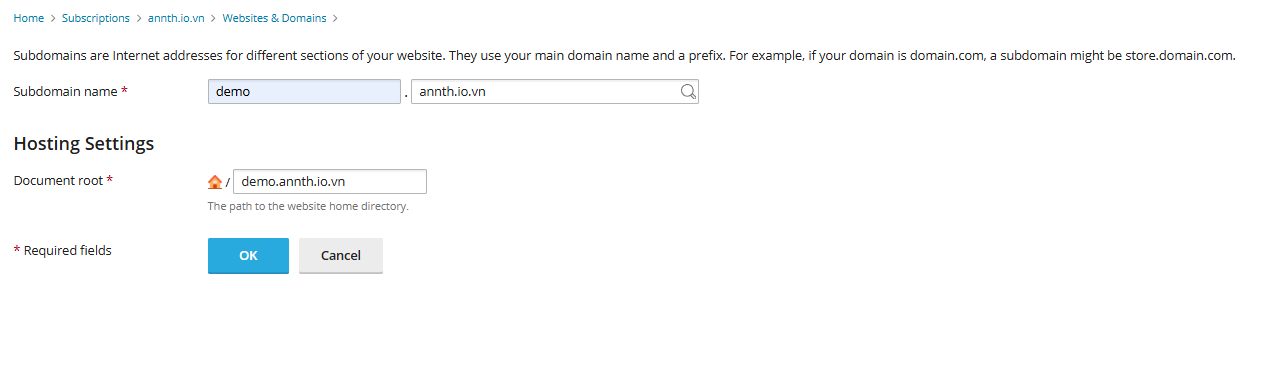 Home > Subscriptions > annth.io.vn > Websites & Domains >
Subdomains are Internet addresses for different sections of your website. They use your main domain name and a prefix. For example, if your domain is domain.com, a subdomain might be store.domain.com.
Subdomain name * demo . annth.io.vn
Hosting Settings
Document root * / demo.annth.io.vn
The path to the website home directory.
* Required fields OK Cancel